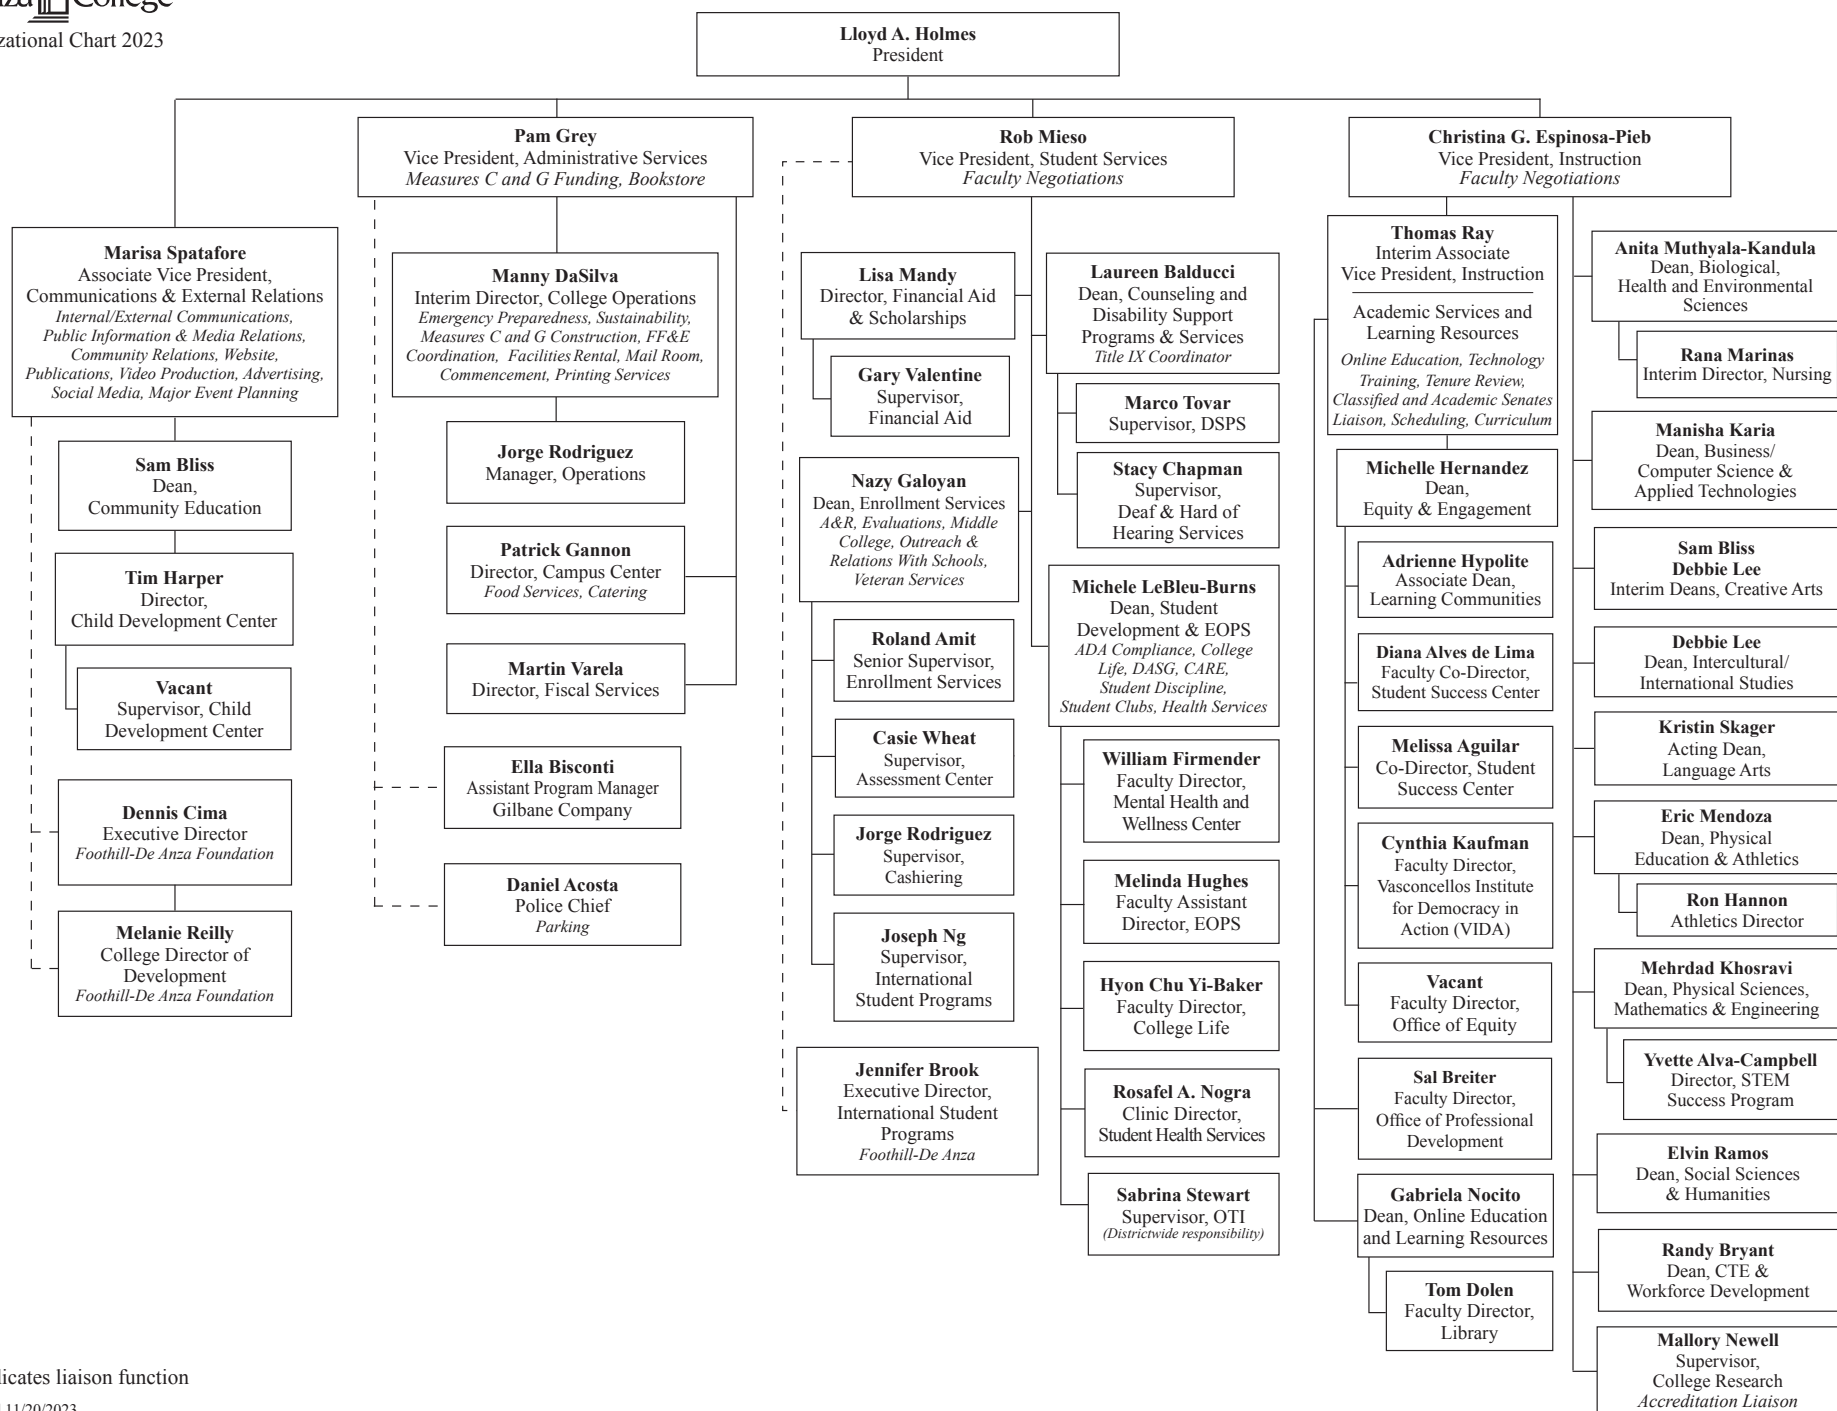 College
Chart 2023
Lloyd A. Holmes
President
Pam Grey
Vice President, Administrative Services
Measures C and G Funding, Bookstore
Rob Mieso
Vice President, Student Services
Faculty Negotiations
Christina G. Espinosa-Pieb
Vice President, Instruction
Faculty Negotiations
Marisa Spatafore
Associate Vice President,
Communications & External Relations
Internal/External Communications,
Public Information & Media Relations,
Community Relations, Website,
Publications, Video Production, Advertising,
Social Media, Major Event Planning
Sam Bliss
Dean,
Community Education
Tim Harper
Director,
Child Development Center
Vacant
Supervisor, Child
Development Center
Dennis Cima
Executive Director
Foothill-De Anza Foundation
Melanie Reilly
College Director of
Development
Foothill-De Anza Foundation
Manny DaSilva
Interim Director, College Operations
Emergency Preparedness, Sustainability,
Measures C and G Construction, FF&E
Coordination, Facilities Rental, Mail Room,
Commencement, Printing Services
Jorge Rodriguez
Manager, Operations
Patrick Gannon
Director, Campus Center
Food Services, Catering
Martin Varela
Director, Fiscal Services
Ella Bisconti
Assistant Program Manager
Gilbane Company
Daniel Acosta
Police Chief
Parking
Lisa Mandy
Director, Financial Aid
& Scholarships
Gary Valentine
Supervisor,
Financial Aid
Nazy Galoyan
Dean, Enrollment Services
A&R, Evaluations, Middle
College, Outreach &
Relations With Schools,
Veteran Services
Roland Amit
Senior Supervisor,
Enrollment Services
Casie Wheat
Supervisor,
Assessment Center
Jorge Rodriguez
Supervisor,
Cashiering
Joseph Ng
Supervisor,
International
Student Programs
Jennifer Brook
Executive Director,
International Student
Programs
Foothill-De Anza
Laureen Balducci
Dean, Counseling and
Disability Support
Programs & Services
Title IX Coordinator
Marco Tovar
Supervisor, DSPS
Stacy Chapman
Supervisor,
Deaf & Hard of
Hearing Services
Michele LeBleu-Burns
Dean, Student
Development & EOPS
ADA Compliance, College
Life, DASG, CARE,
Student Discipline,
Student Clubs, Health Services
William Firmender
Faculty Director,
Mental Health and
Wellness Center
Melinda Hughes
Faculty Assistant
Director, EOPS
Hyon Chu Yi-Baker
Faculty Director,
College Life
Rosafel A. Nogra
Clinic Director,
Student Health Services
Sabrina Stewart
Supervisor, OTI
(Districtwide responsibility)
Thomas Ray
Interim Associate
Vice President, Instruction
Academic Services and
Learning Resources
Online Education, Technology
Training, Tenure Review,
Classified and Academic Senates
Liaison, Scheduling, Curriculum
Michelle Hernandez
Dean,
Equity & Engagement
Adrienne Hypolite
Associate Dean,
Learning Communities
Diana Alves de Lima
Faculty Co-Director,
Student Success Center
Melissa Aguilar
Co-Director, Student
Success Center
Cynthia Kaufman
Faculty Director,
Vasconcellos Institute
for Democracy in
Action (VIDA)
Vacant
Faculty Director,
Office of Equity
Sal Breiter
Faculty Director,
Office of Professional
Development
Gabriela Nocito
Dean, Online Education
and Learning Resources
Tom Dolen
Faculty Director,
Library
Anita Muthyala-Kandula
Dean, Biological,
Health and Environmental
Sciences
Rana Marinas
Interim Director, Nursing
Manisha Karia
Dean, Business/
Computer Science &
Applied Technologies
Sam Bliss
Debbie Lee
Interim Deans, Creative Arts
Debbie Lee
Dean, Intercultural/
International Studies
Kristin Skager
Acting Dean,
Language Arts
Eric Mendoza
Dean, Physical
Education & Athletics
Ron Hannon
Athletics Director
Mehrdad Khosravi
Dean, Physical Sciences,
Mathematics & Engineering
Yvette Alva-Campbell
Director, STEM
Success Program
Elvin Ramos
Dean, Social Sciences
& Humanities
Randy Bryant
Dean, CTE &
Workforce Development
Mallory Newell
Supervisor,
College Research
Accreditation Liaison
liaison function
11/20/2023